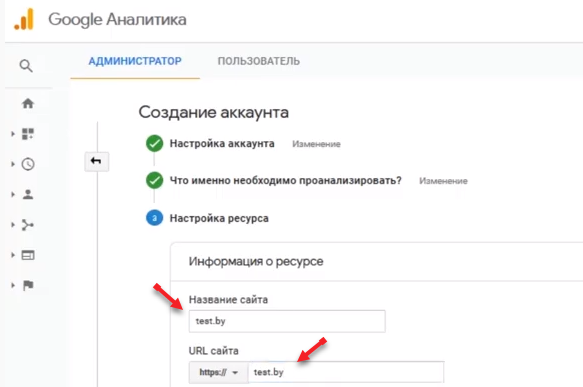 Google Аналитика
АДМИНИСТРАТОР ПОЛЬЗОВАТЕЛЬ
Создание аккаунта
Настройка аккаунта Изменение
Что именно необходимо проанализировать? Изменение
3 Настройка ресурса
Информация о ресурсе
Название сайта
test.by
URL сайта
https:// test.by